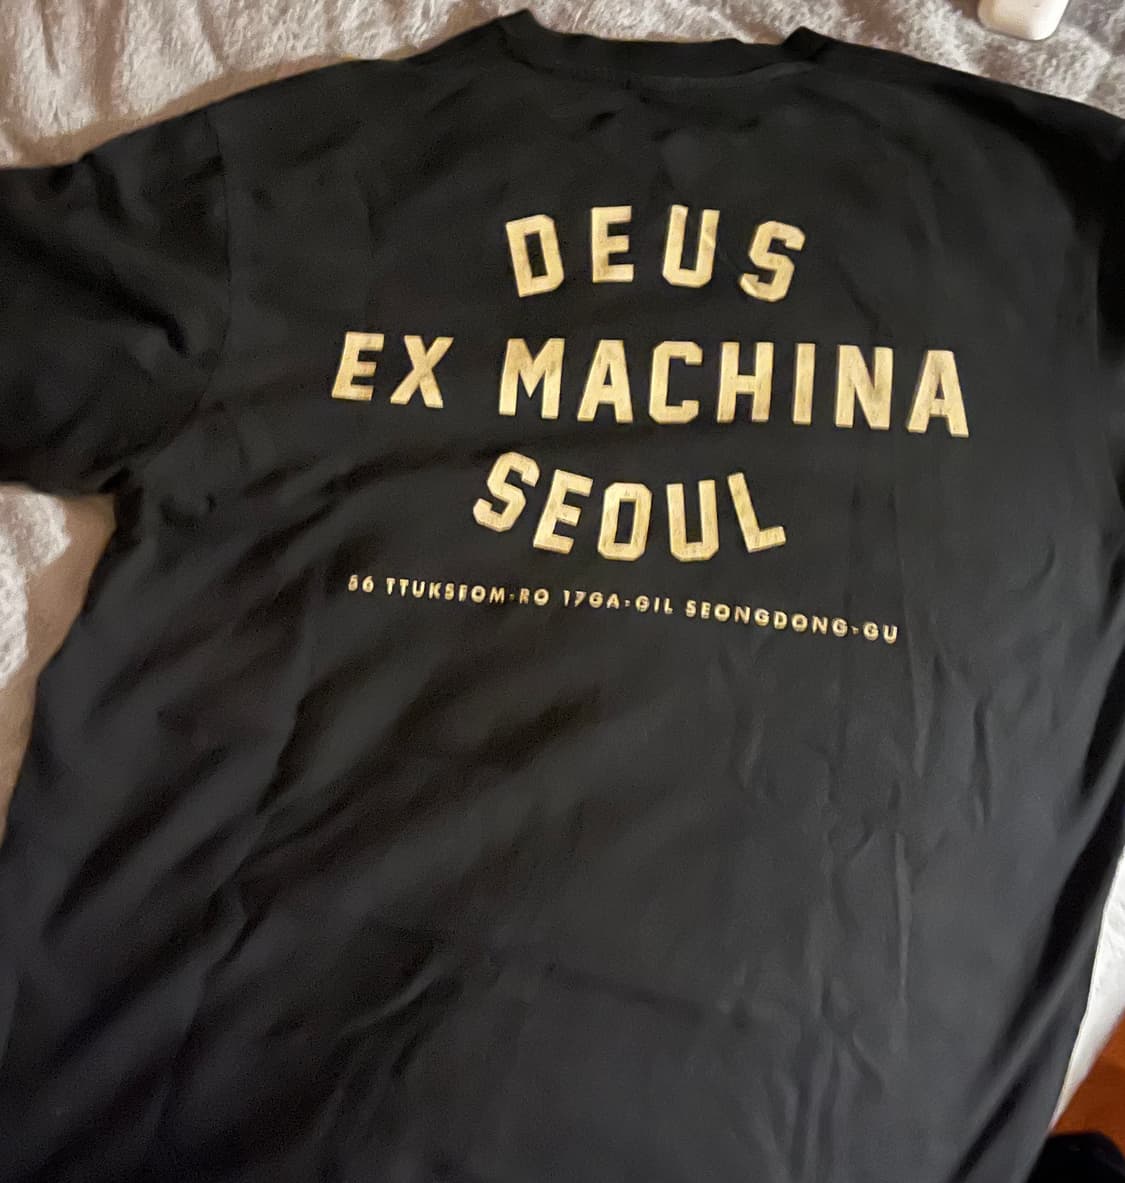 DEUS
EX MACHINA
SEOUL
56 TTUKSEOM-RO 17GA-GIL SEONGDONG-GU